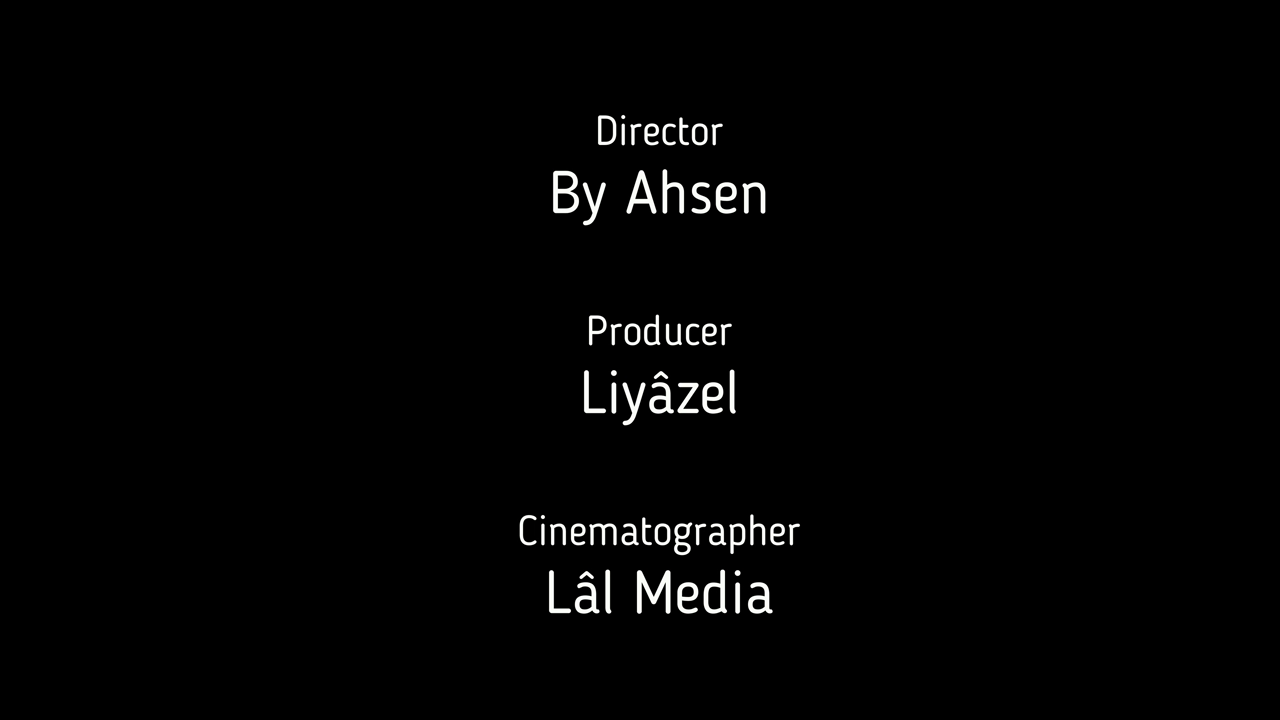 Director
By Ahsen
Producer
Liyâzel
Cinematographer
Lâl Media